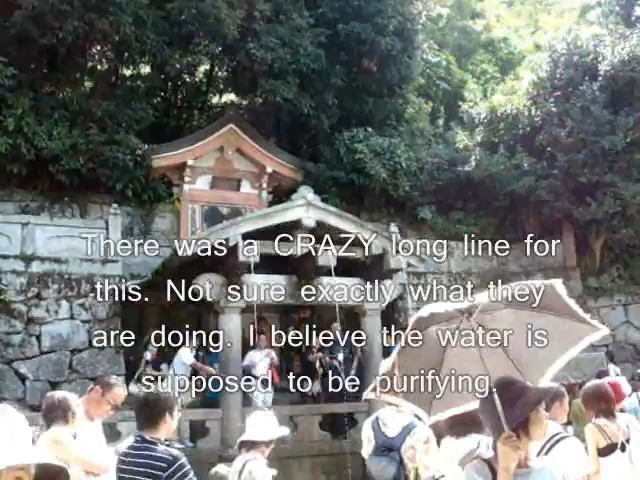 There was a CRAZY long line for
this. Not sure exactly what they
are doing. I believe the water is
supposed to be purifying.